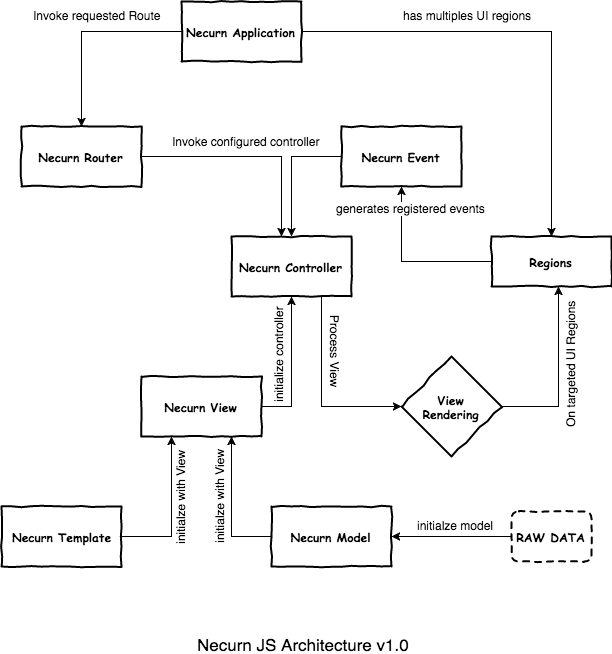 Invoke requested Route
has multiples UI regions
Necurn Application
Necurn Router
Invoke configured controller
Necurn Event
generates registered events
Necurn Controller
Regions
initialize controller
Process View
On targeted UI Regions
Necurn View
View
Rendering
initialze with View
initialze with View
Necurn Template
Necurn Model
initialze model
RAW DATA
Necurn JS Architecture v1.0